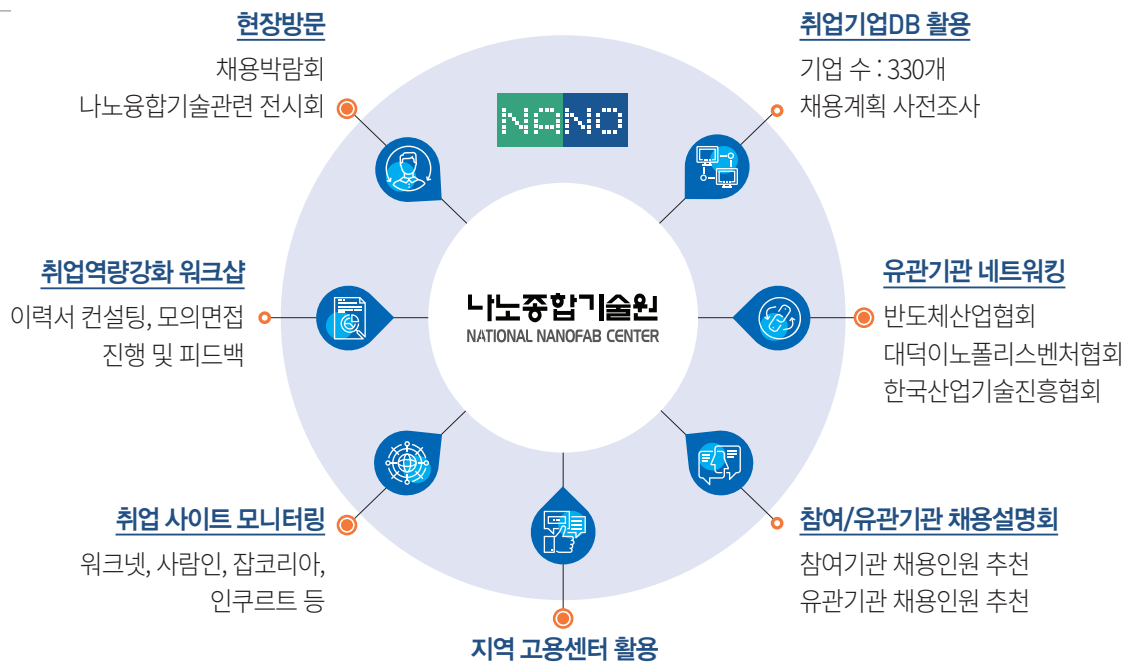 현장방문
채용박람회
나노융합기술관련 전시회
취업기업DB 활용
기업 수 : 330개
채용계획 사전조사
NANO
취업역량강화 워크샵
이력서 컨설팅, 모의면접
진행 및 피드백
나노종합기술원
NATIONAL NANOFAB CENTER
유관기관 네트워킹
반도체산업협회
대덕이노폴리스벤처협회
한국산업기술진흥협회
취업 사이트 모니터링
워크넷, 사람인, 잡코리아,
인쿠르트 등
참여/유관기관 채용설명회
참여기관 채용인원 추천
유관기관 채용인원 추천
지역 고용센터 활용